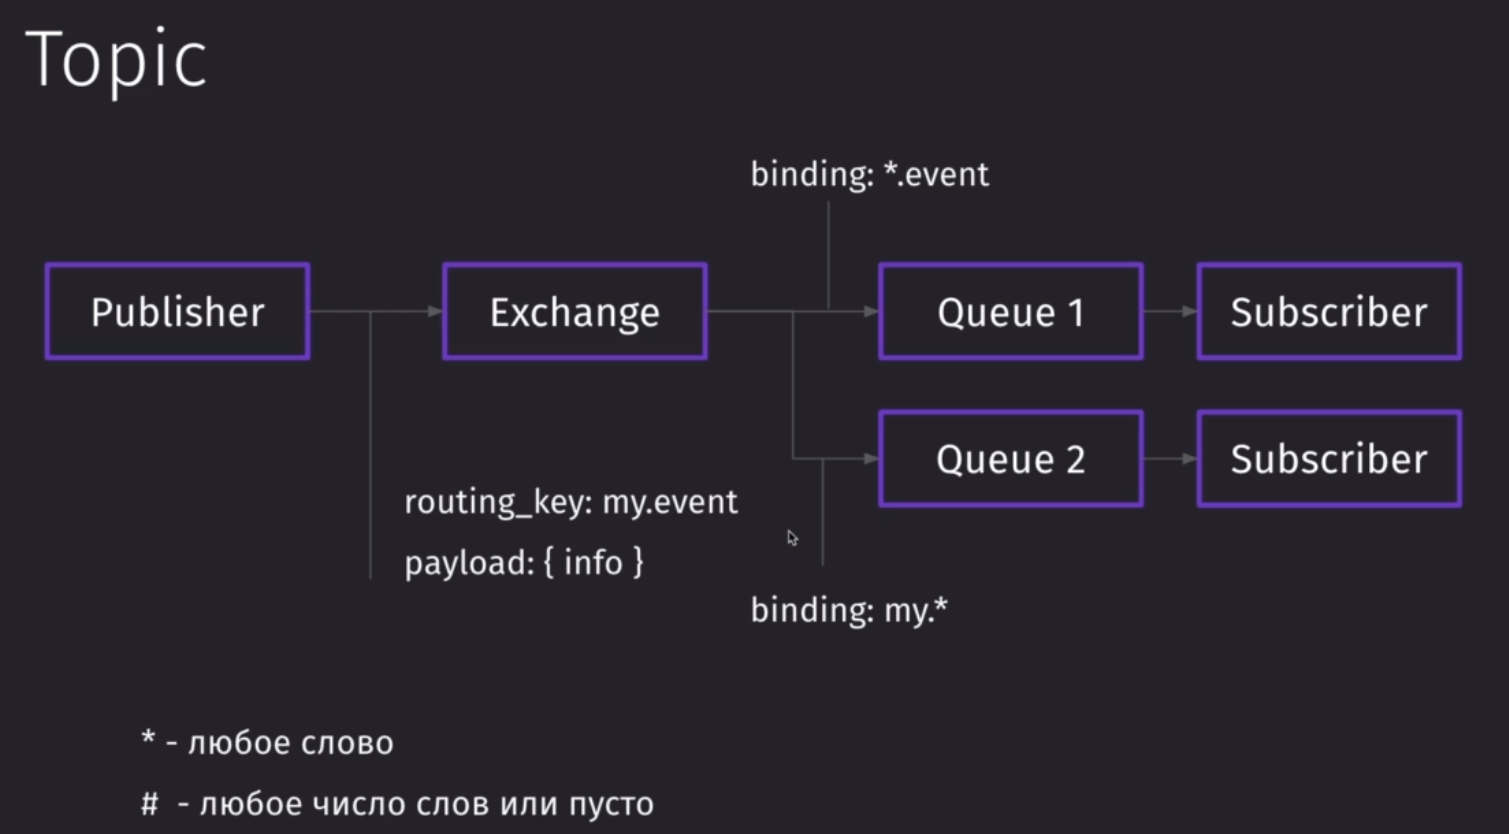 Topic
binding: *.event
Publisher
Exchange
Queue 1
Subscriber
Queue 2
Subscriber
routing_key: my.event
payload: { info }
binding: my.*
* - любое слово
# - любое число слов или пусто